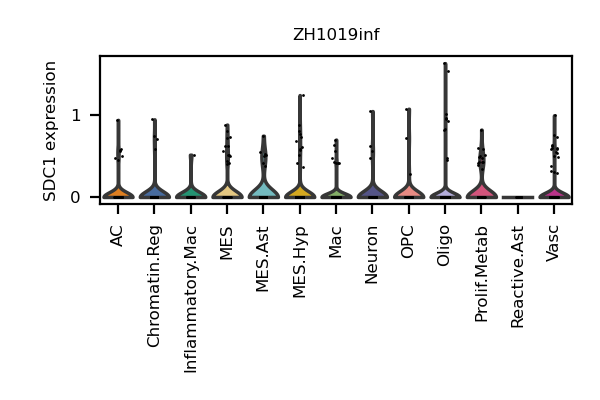 ZH1019inf
SDC1 expression
1
0
AC
Chromatin.Reg
Inflammatory.Mac
MES
MES.Ast
MES.Hyp
Mac
Neuron
OPC
Oligo
Prolif.Metab
Reactive.Ast
Vasc